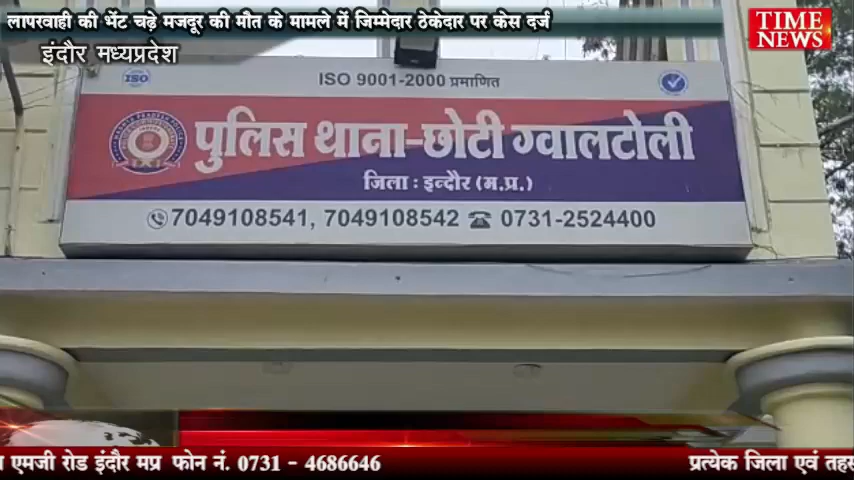 लापरवाही की भेंट चढ़े मजदूर की मौत के मामले में जिम्मेदार ठेकेदार पर केस दर्ज
TIME NEWS
इंदौर मध्यप्रदेश
ISO
ISO 9001-2000 प्रमाणित
पुलिस थाना-छोटी ग्वालटोली
जिला : इन्दौर (म.प्र.)
7049108541, 7049108542 0731-2524400
एमजी रोड इंदौर मप्र फोन नं. 0731 - 4686646 प्रत्येक जिला एवं